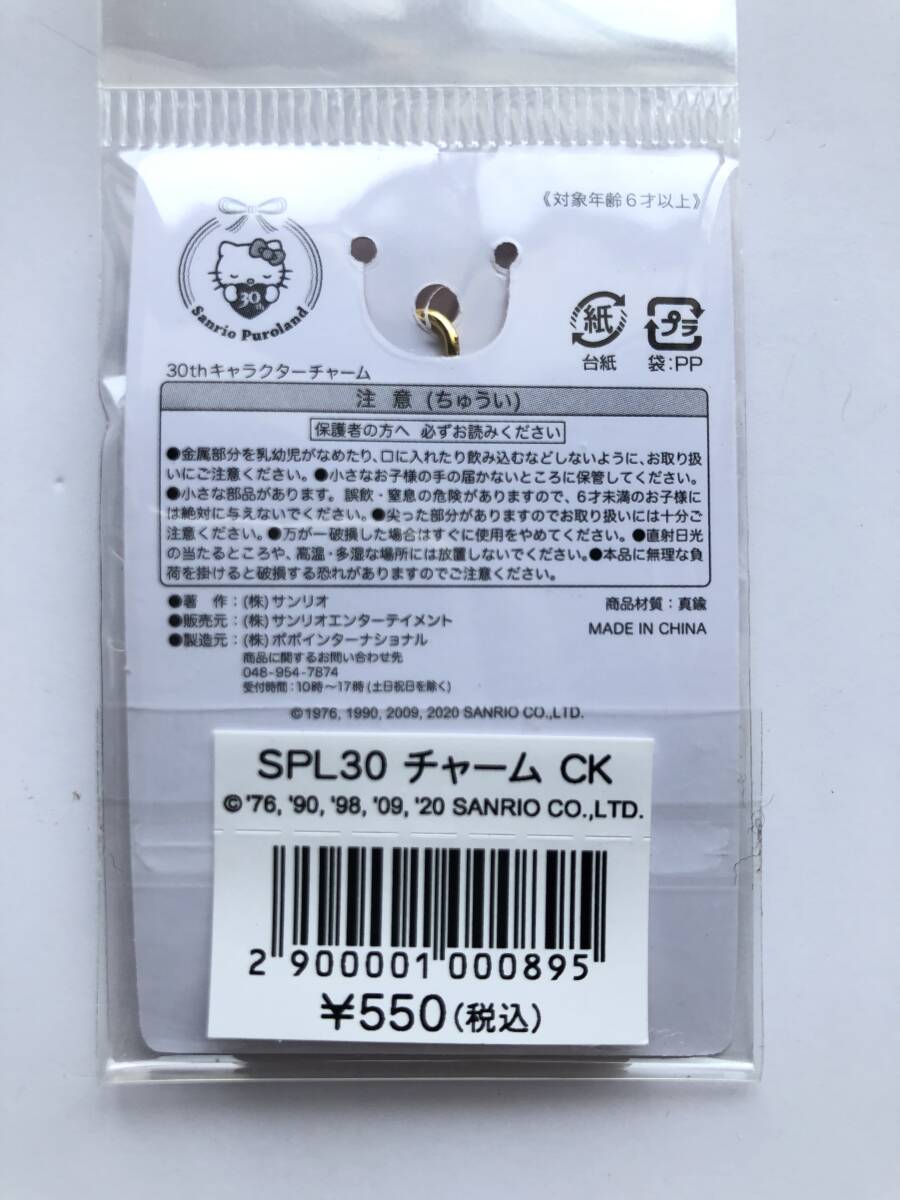 《対象年齢6才以上》
30th
Sanrio Puroland
紙
プラ
台紙
袋:PP
30thキャラクターチャーム
注 意 (ちゅうい)
保護者の方へ 必ずお読みください
●金属部分を乳幼児がなめたり、口に入れたり飲み込むなどしないように、お取り扱
いにご注意ください。●小さなお子様の手の届かないところに保管してください。
●小さな部品があります。誤飲・窒息の危険がありますので、6才未満のお子様に
は絶対に与えないでください。●尖った部分がありますのでお取り扱いには十分ご
注意ください。●万が一破損した場合はすぐに使用をやめてください。●直射日光
の当たるところや、高温・多湿な場所には放置しないでください。●本品に無理な負
荷を掛けると破損する恐れがありますのでご注意ください。
●著 作:(株)サンリオ
●販売元:(株)サンリオエンターテイメント
●製造元:(株)ポポインターナショナル
商品に関するお問い合わせ先
048-954-7874
受付時間:10時〜17時(土日祝日を除く)
商品材質:真鍮
MADE IN CHINA
©1976, 1990, 2009, 2020 SANRIO CO.,LTD.
SPL30 チャーム CK
©'76, '90, '98, '09, '20 SANRIO CO.,LTD.
2 900001 000895
¥550(税込)